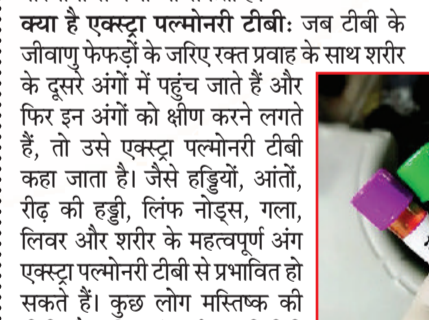 क्या है एक्स्ट्रा पल्मोनरी टीबी: जब टीबी के
जीवाणु फेफड़ों के जरिए रक्त प्रवाह के साथ शरीर
के दूसरे अंगों में पहुंच जाते हैं और
फिर इन अंगों को क्षीण करने लगते
हैं, तो उसे एक्स्ट्रा पल्मोनरी टीबी
कहा जाता है। जैसे हड्डियों, आंतों,
रीढ़ की हड्डी, लिंफ नोड्स, गला,
लिवर और शरीर के महत्वपूर्ण अंग
एक्स्ट्रा पल्मोनरी टीबी से प्रभावित हो
सकते हैं। कुछ लोग मस्तिष्क की